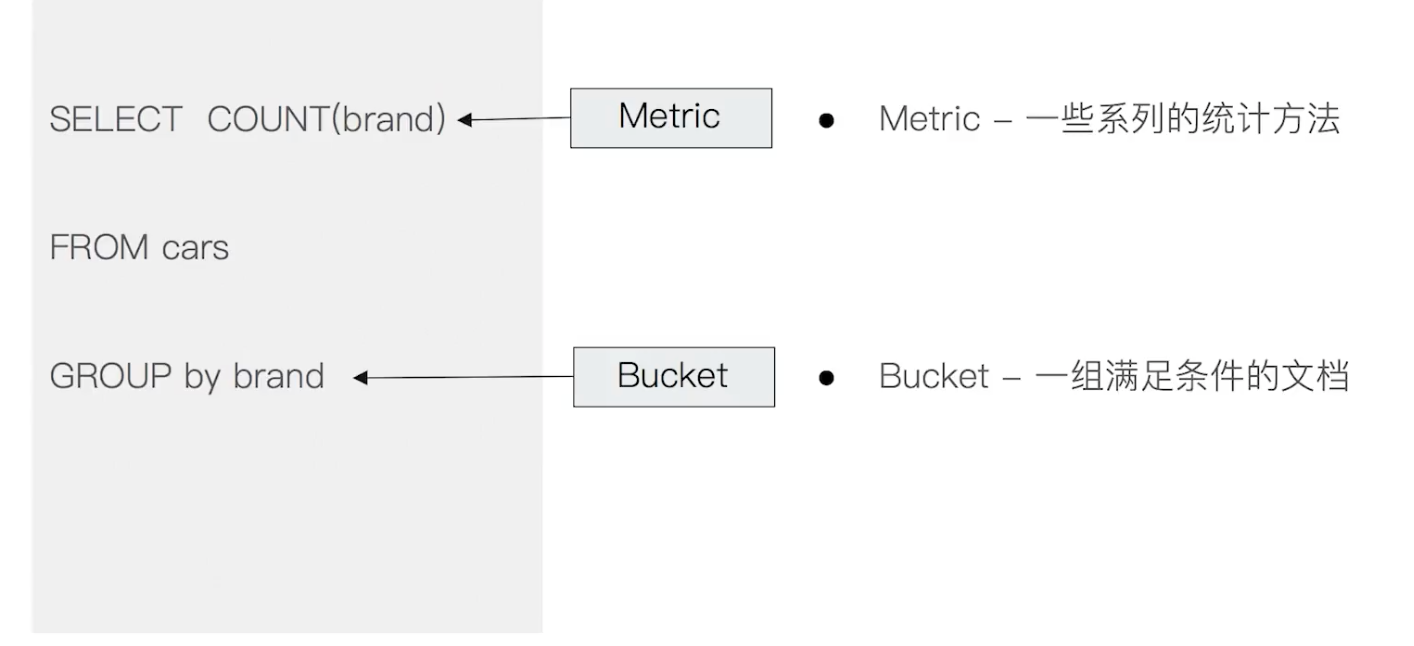 SELECT COUNT(brand)
Metric
• Metric – 一些系列的统计方法
FROM cars
GROUP by brand
Bucket
• Bucket – 一组满足条件的文档